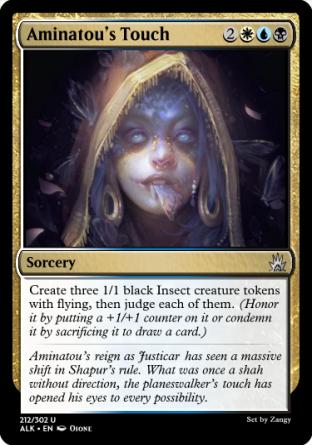 Aminatou's Touch 2
Sorcery
Create three 1/1 black Insect creature tokens
with flying, then judge each of them. (Honor
it by putting a +1/+1 counter on it or condemn
it by sacrificing it to draw a card.)
Aminatou's reign as Justicar has seen a massive
shift in Shapur's rule. What was once a shah
without direction, the planeswalker's touch has
opened his eyes to every possibility.
212/302 U
Set by Zangy
ALK • EN Oione